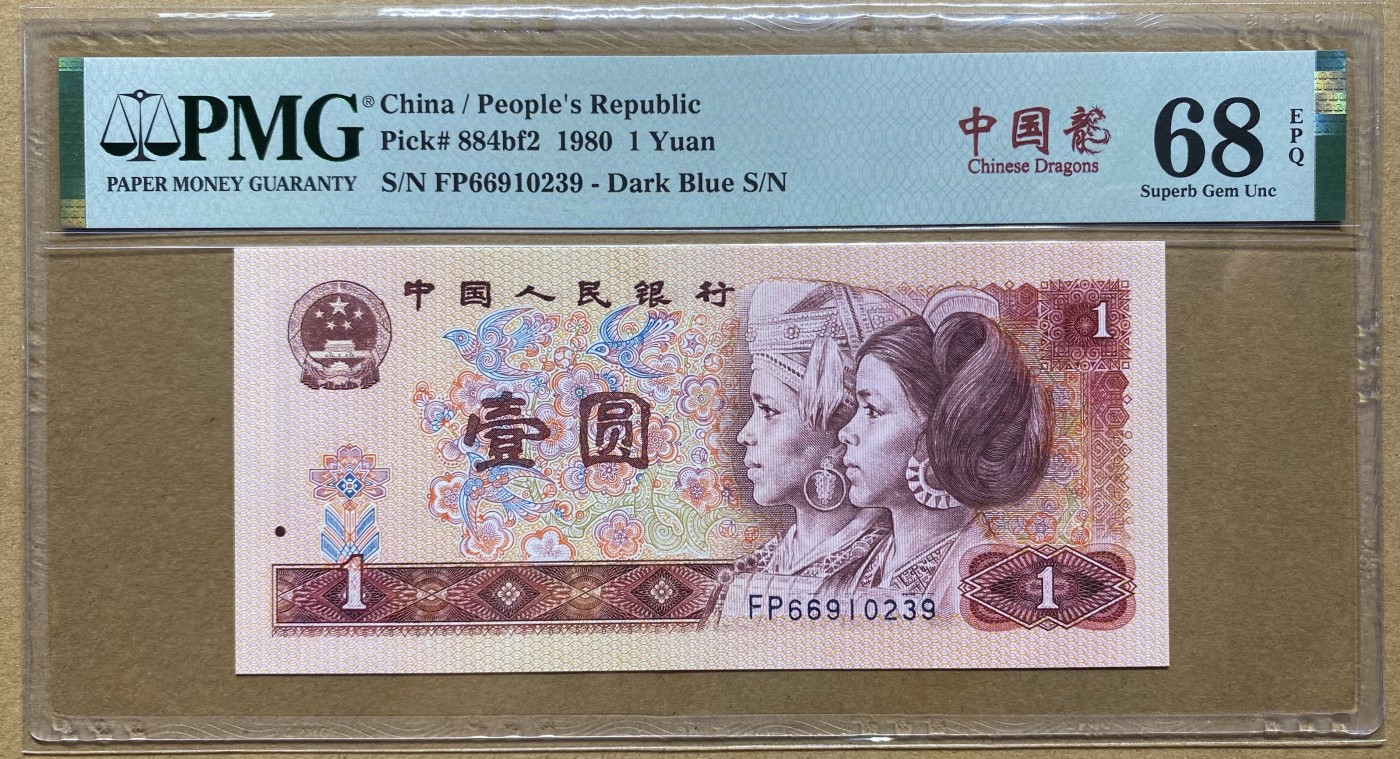 PMG®
PAPER MONEY GUARANTY
China / People's Republic
Pick# 884bf2 1980 1 Yuan
S/N FP66910239 - Dark Blue S/N
中国龍
Chinese Dragons
68
EPQ
Superb Gem Unc
中国人民银行
1
壹圆
1
FP66910239
1